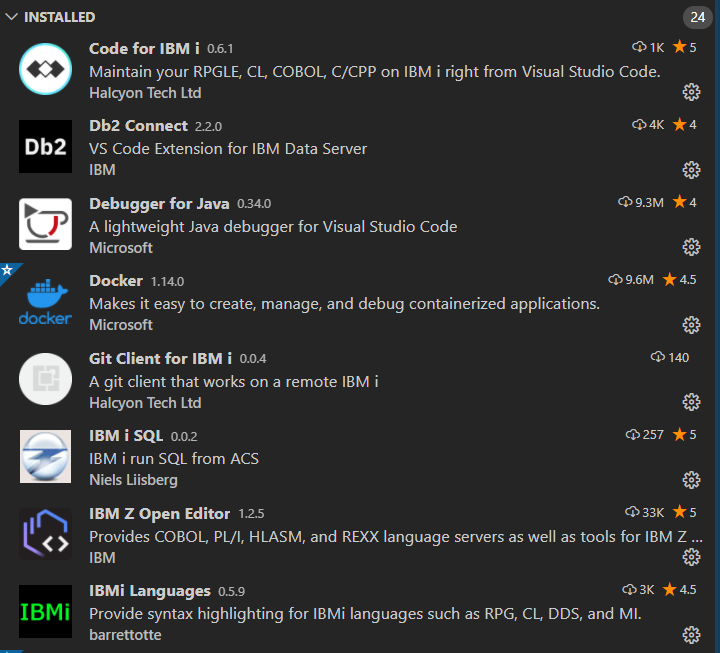 INSTALLED 24
Code for IBM i 0.6.1 1K 5
Maintain your RPGLE, CL, COBOL, C/CPP on IBM i right from Visual Studio Code.
Halcyon Tech Ltd
Db2
Db2 Connect 2.2.0 4K 4
VS Code Extension for IBM Data Server
IBM
Debugger for Java 0.34.0 9.3M 4
A lightweight Java debugger for Visual Studio Code
Microsoft
docker
Docker 1.14.0 9.6M 4.5
Makes it easy to create, manage, and debug containerized applications.
Microsoft
Git Client for IBM i 0.0.4 140
A git client that works on a remote IBM i
Halcyon Tech Ltd
IBM i SQL 0.0.2 257 5
IBM i run SQL from ACS
Niels Liisberg
IBM Z Open Editor 1.2.5 33K 5
Provides COBOL, PL/I, HLASM, and REXX language servers as well as tools for IBM Z ...
IBM
IBMi
IBMi Languages 0.5.9 3K 4.5
Provide syntax highlighting for IBMi languages such as RPG, CL, DDS, and MI.
barrettotte